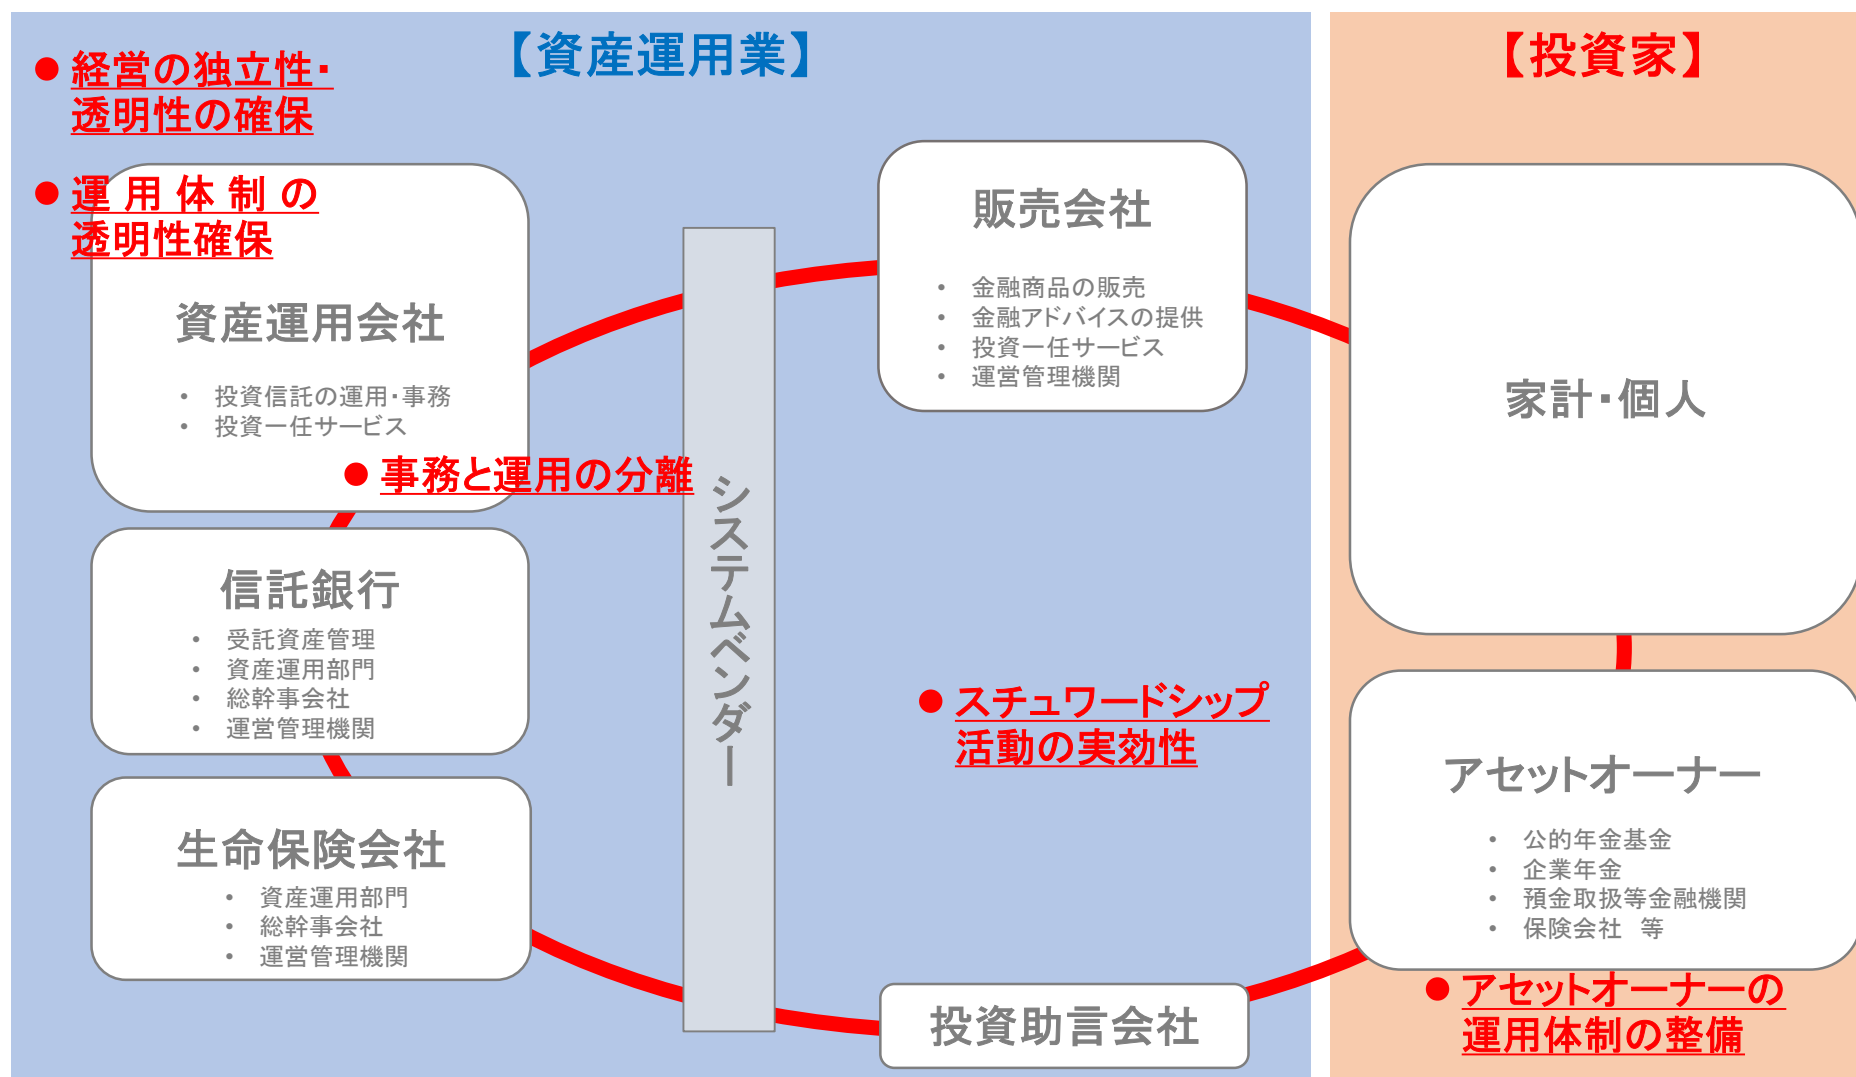 【資産運用業】
● 経営の独立性・
透明性の確保
● 運用体制の
透明性確保
資産運用会社
• 投資信託の運用・事務
• 投資一任サービス
● 事務と運用の分離
信託銀行
• 受託資産管理
• 資産運用部門
• 総幹事会社
• 運営管理機関
生命保険会社
• 資産運用部門
• 総幹事会社
• 運営管理機関
システムベンダー
販売会社
• 金融商品の販売
• 金融アドバイスの提供
• 投資一任サービス
• 運営管理機関
● スチュワードシップ
活動の実効性
投資助言会社
【投資家】
家計・個人
アセットオーナー
• 公的年金基金
• 企業年金
• 預金取扱等金融機関
• 保険会社　等
● アセットオーナーの
運用体制の整備